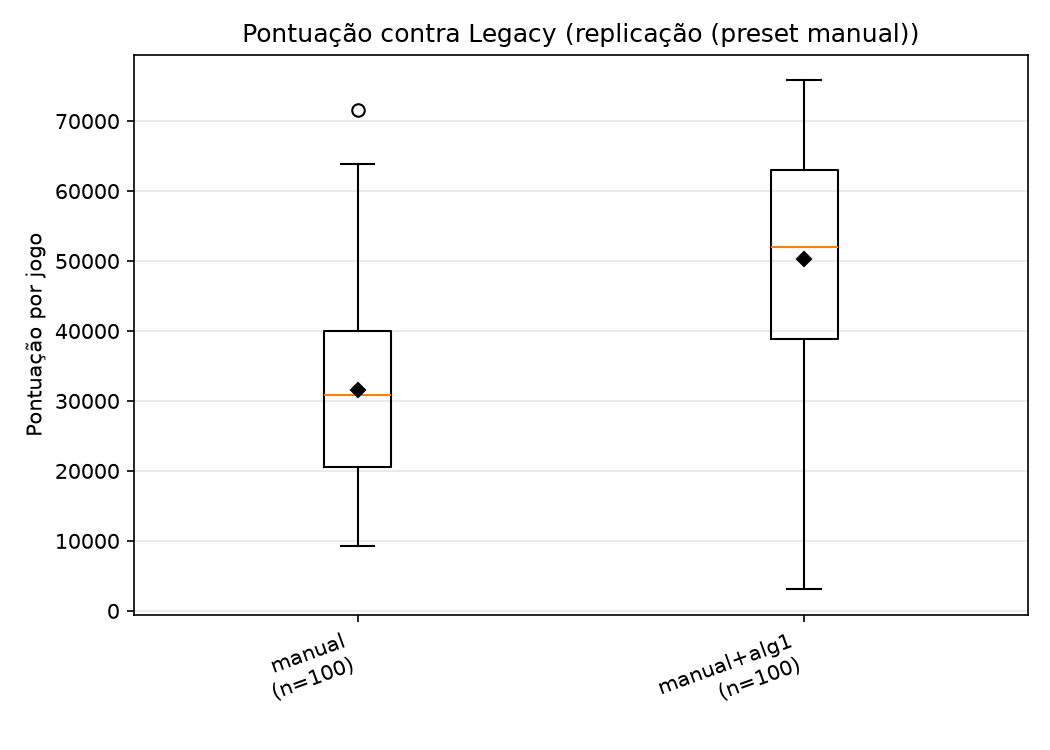 Pontuação contra Legacy (replicação (preset manual))
Pontuação por jogo
70000
60000
50000
40000
30000
20000
10000
0
manual
(n=100)
manual+alg1
(n=100)